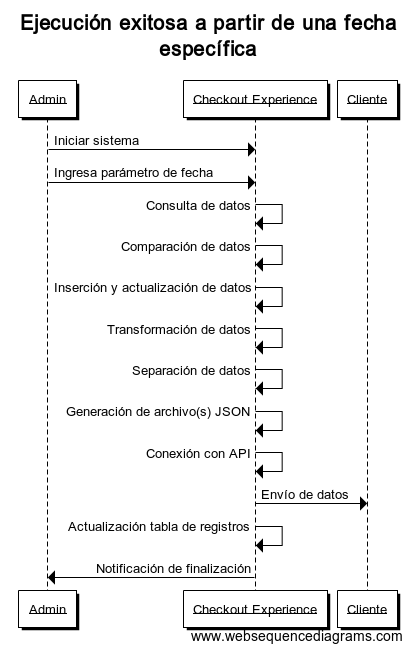 Ejecución exitosa a partir de una fecha
específica
Admin
Checkout Experience
Cliente
Iniciar sistema
Ingresa parámetro de fecha
Consulta de datos
Comparación de datos
Inserción y actualización de datos
Transformación de datos
Separación de datos
Generación de archivo(s) JSON
Conexión con API
Envío de datos
Actualización tabla de registros
Notificación de finalización
Admin
Checkout Experience
Cliente
www.websequencediagrams.com